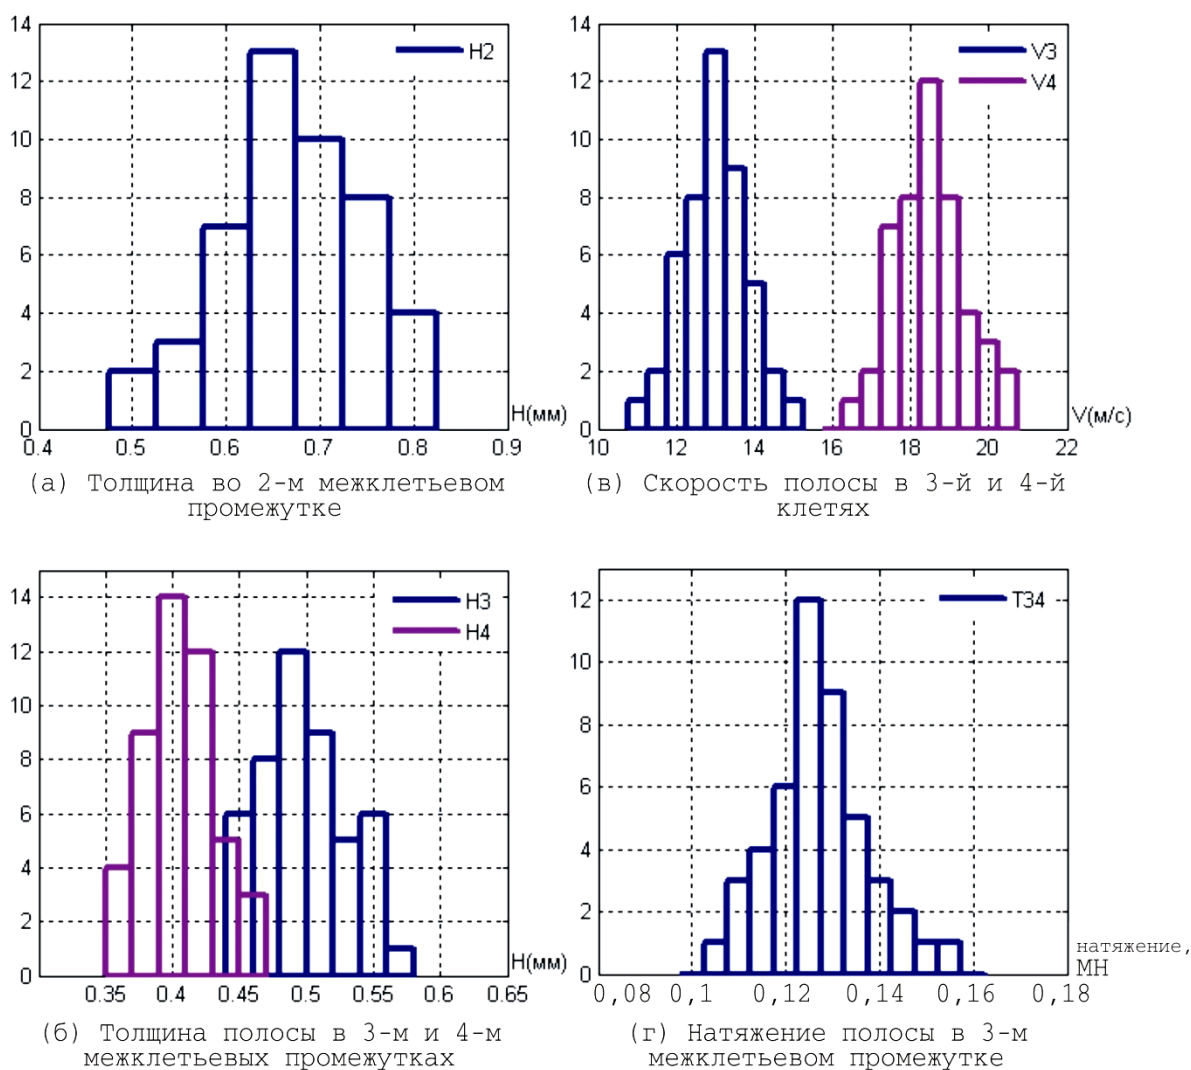 14
12
10
8
6
4
2
0
0.4 0.5 0.6 0.7 0.8 0.9
H2
H(мм)
(а) Толщина во 2-м межклетьевом
промежутке
14
12
10
8
6
4
2
0
10 12 14 16 18 20 22
V3
V4
V(м/с)
(в) Скорость полосы в 3-й и 4-й
клетях
14
12
10
8
6
4
2
0
0.35 0.4 0.45 0.5 0.55 0.6 0.65
H3
H4
H(мм)
(б) Толщина полосы в 3-м и 4-м
межклетьевых промежутках
12
10
8
6
4
2
0
0,08 0,1 0,12 0,14 0,16 0,18
T34
натяжение,
МН
(г) Натяжение полосы в 3-м
межклетьевом промежутке